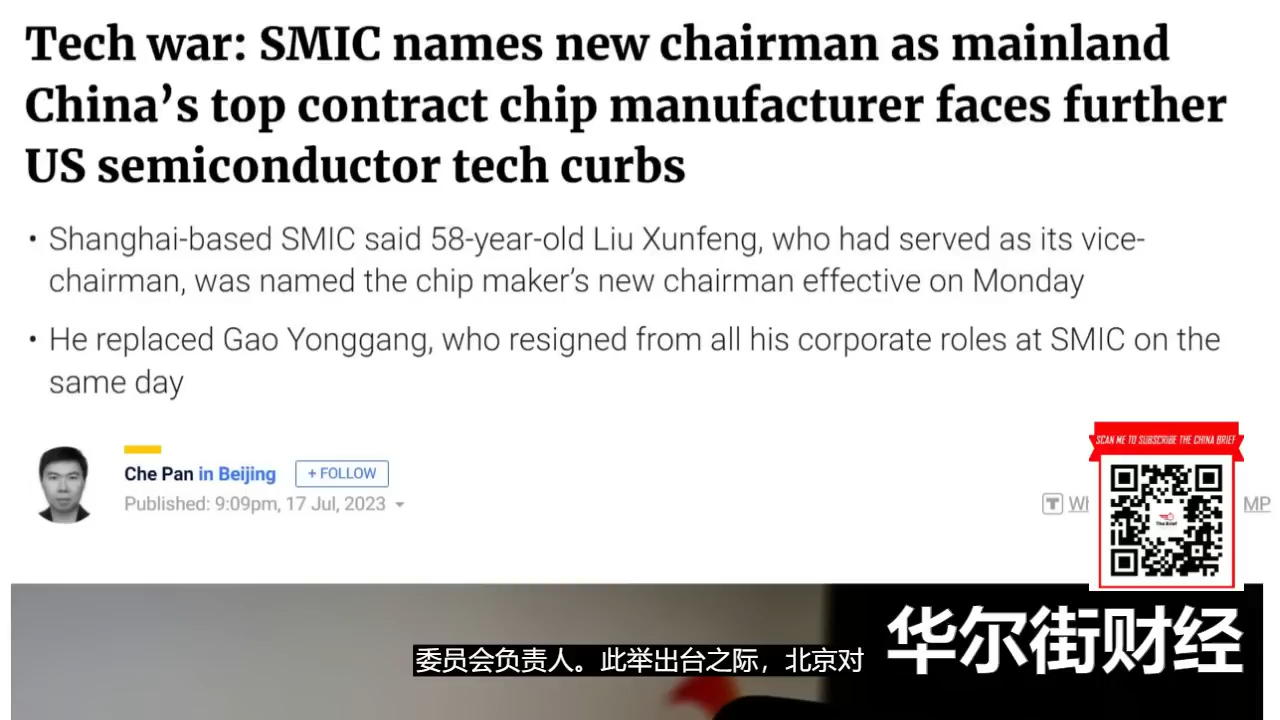 Tech war: SMIC names new chairman as mainland
China’s top contract chip manufacturer faces further
US semiconductor tech curbs
• Shanghai-based SMIC said 58-year-old Liu Xunfeng, who had served as its vice-
chairman, was named the chip maker’s new chairman effective on Monday
• He replaced Gao Yonggang, who resigned from all his corporate roles at SMIC on the
same day
SCAN ME TO SUBSCRIBE THE CHINA BRIEF
Che Pan in Beijing + FOLLOW
Published: 9:09pm, 17 Jul, 2023
MP
The Brief
华尔街财经
委员会负责人。此举出台之际，北京对